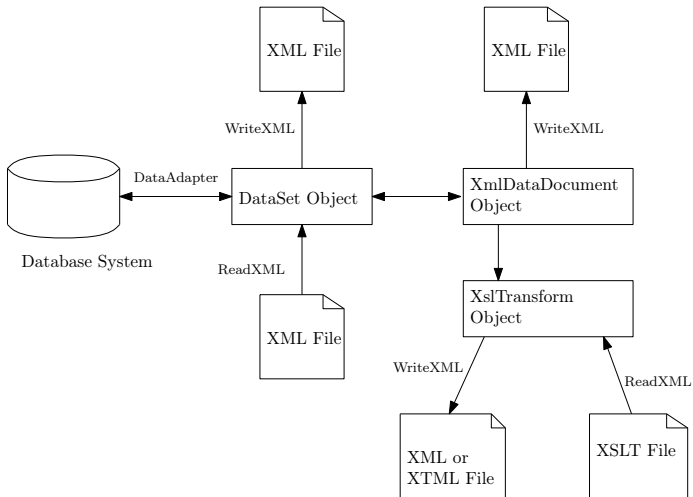 XML File
XML File
WriteXML
WriteXML
DataAdapter
DataSet Object
XmlDataDocument
Object
Database System
ReadXML
XML File
XslTransform
Object
WriteXML
ReadXML
XML or
XTML File
XSLT File